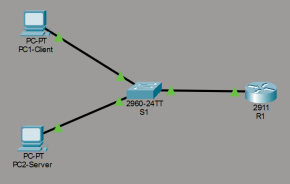 PC-PT
PC1-Client
2960-24TT
S1
2911
R1
PC-PT
PC2-Server